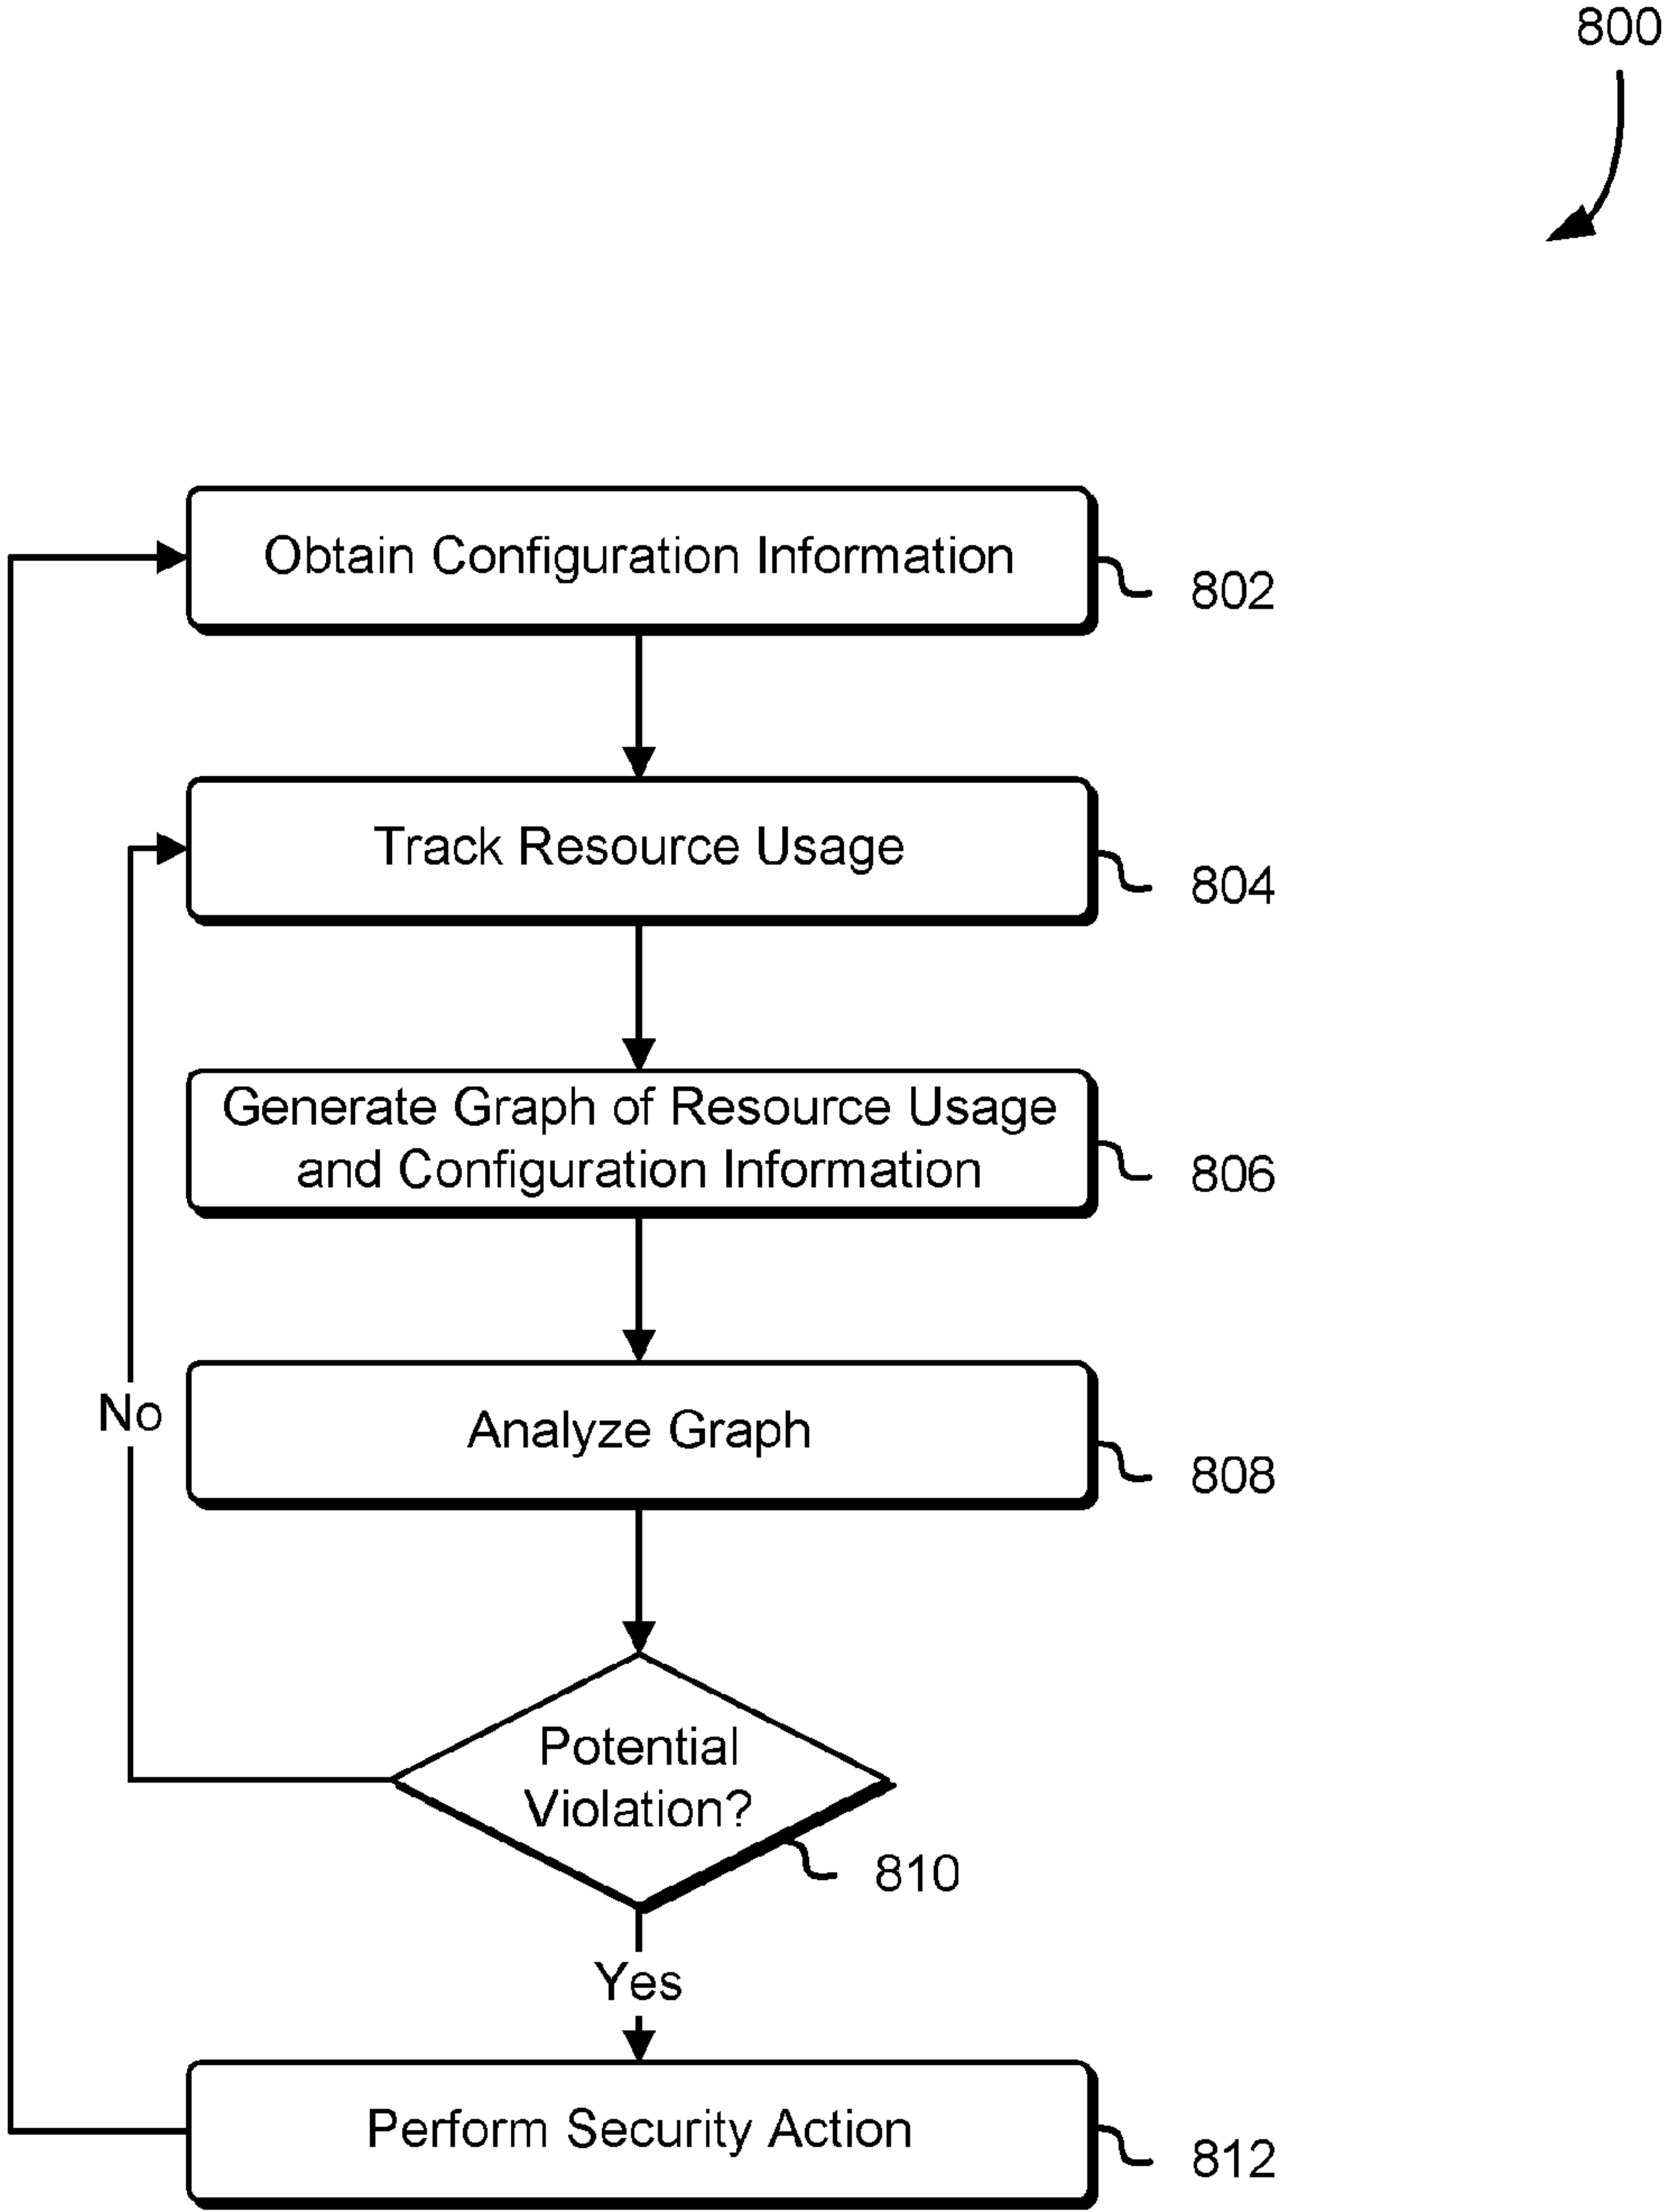 800
Obtain Configuration Information
802
Track Resource Usage
804
Generate Graph of Resource Usage
and Configuration Information
806
No
Analyze Graph
808
Potential
Violation?
810
Yes
Perform Security Action
812